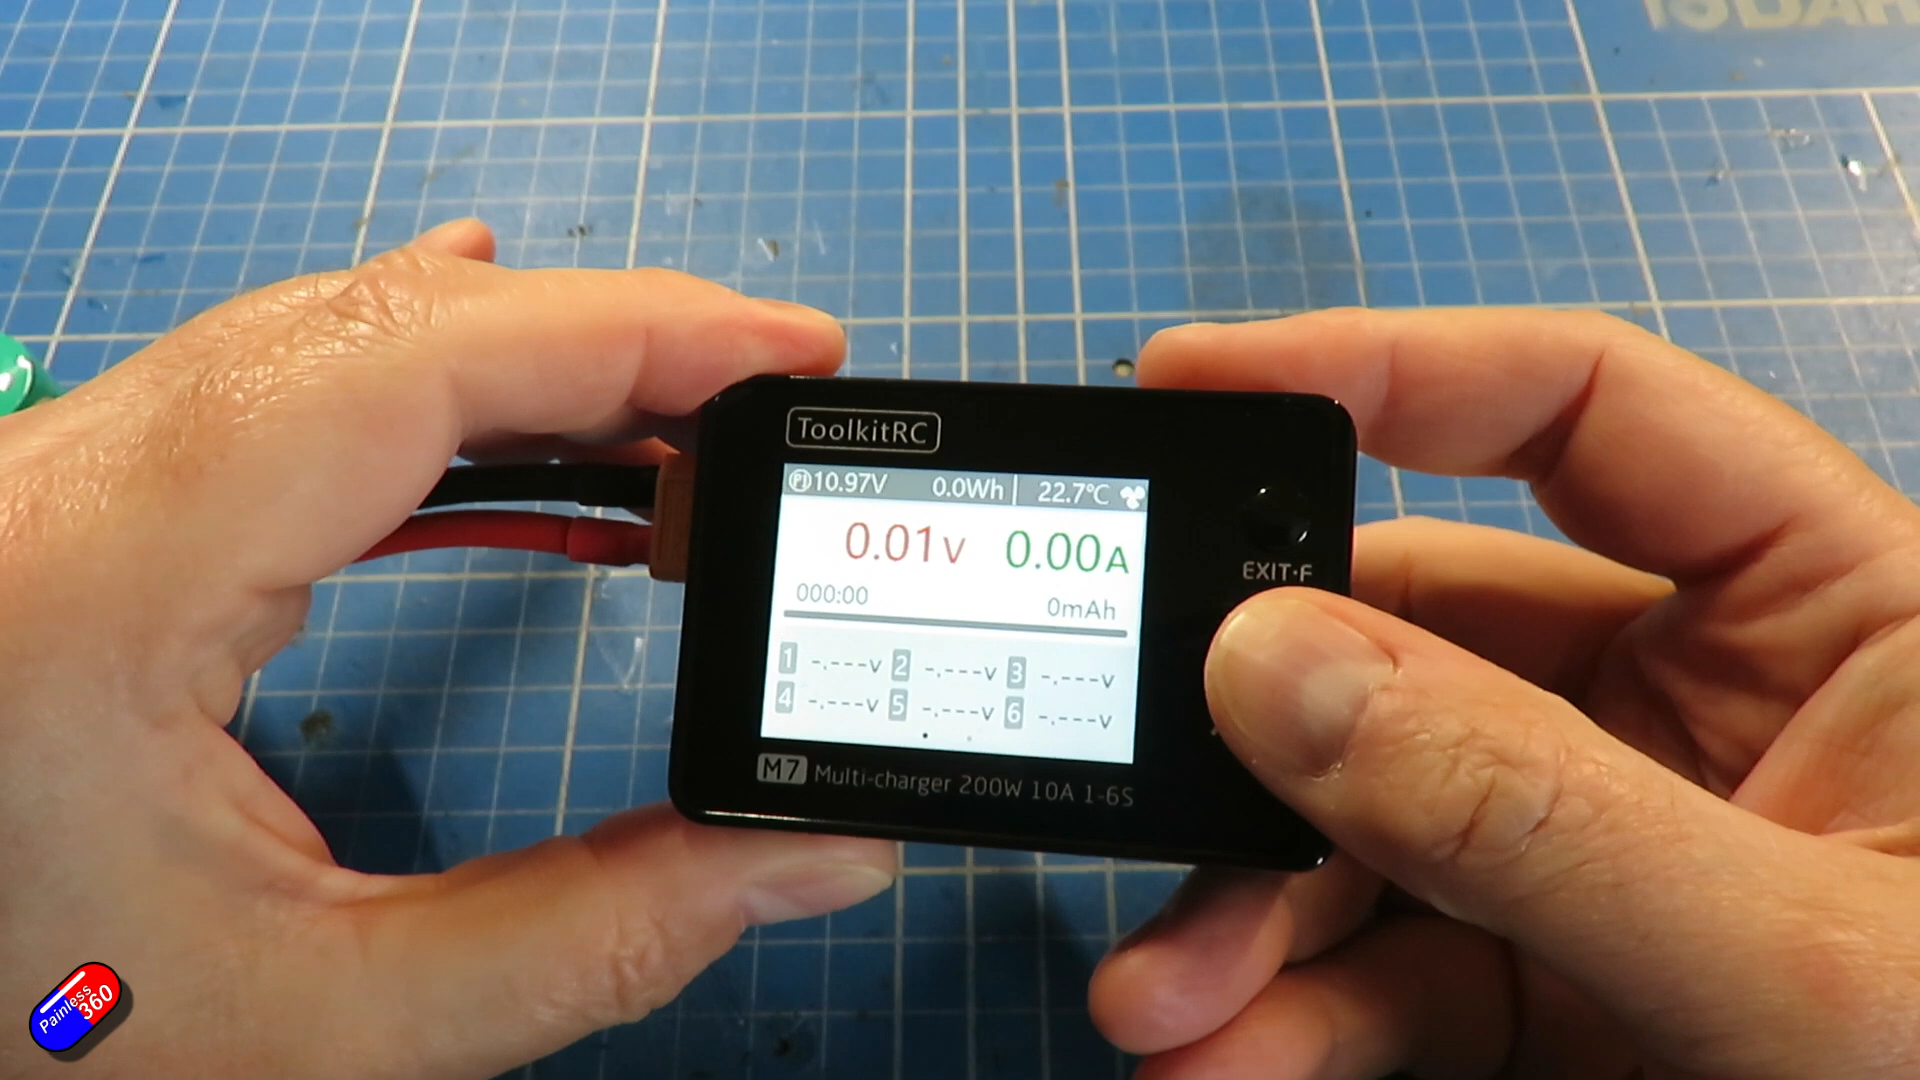 ToolkitRC
10.97V 0.0Wh 22.7°C
0.01V 0.00A
000:00 0mAh
1 -.---V 2 -.---V 3 -.---V
4 -.---V 5 -.---V 6 -.---V
EXIT·F
M7 Multi-charger 200W 10A 1-6S
Painless
360